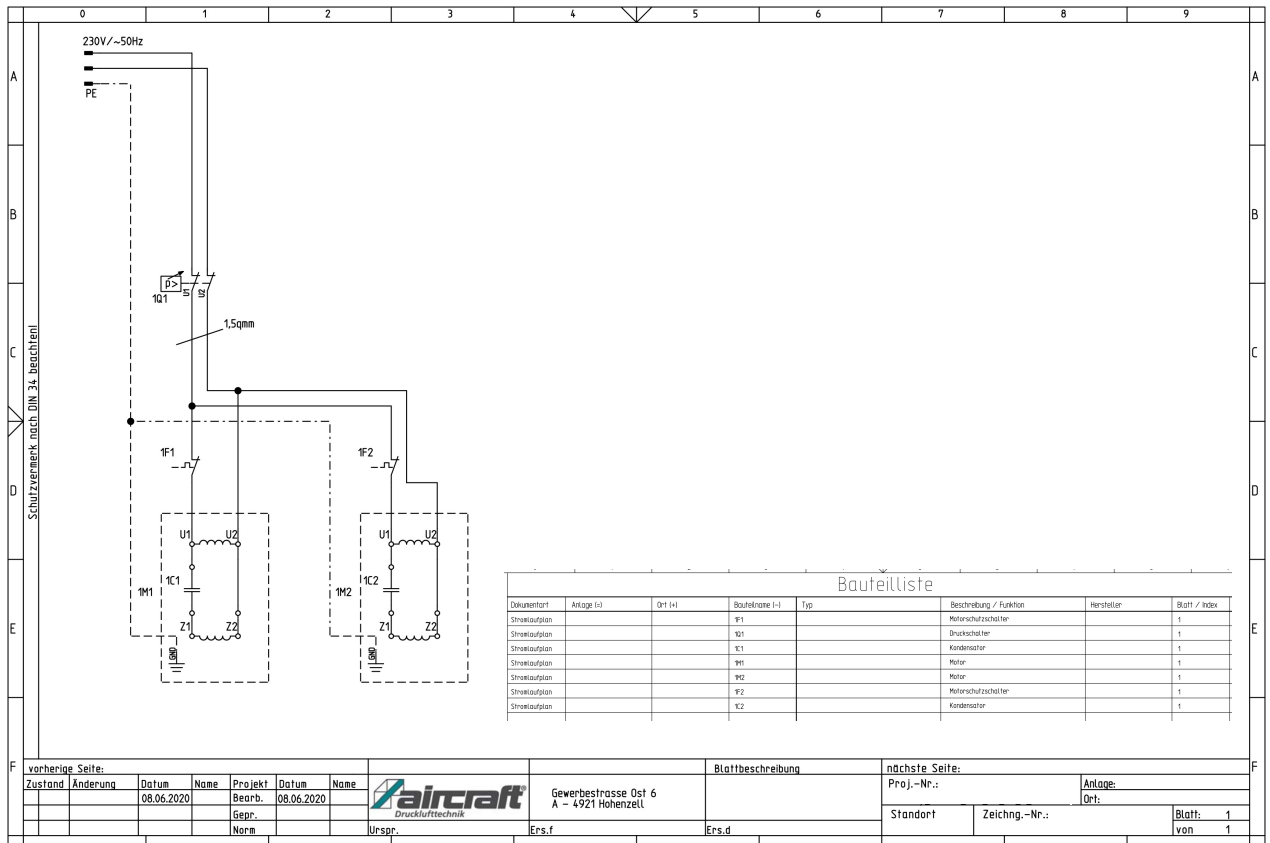 0 1 2 3 4 5 6 7 8 9
230V/~50Hz
A A
PE
B B
p>
1Q1 U1 U2
1,5qmm
C C
Schutzvermerk nach DIN 34 beachten!
1F1 1F2
D D
U1 U2 U1 U2
1C1 1C2
1M1 1M2
Z1 Z2 Z1 Z2
GND GND
E E
Bauteilliste
Dokumentart Anlage (=) Ort (+) Bauteilname (-) Typ Beschreibung / Funktion Hersteller Blatt / Index
Stromlaufplan 1F1 Motorschutzschalter 1
Stromlaufplan 1Q1 Druckschalter 1
Stromlaufplan 1C1 Kondensator 1
Stromlaufplan 1M1 Motor 1
Stromlaufplan 1M2 Motor 1
Stromlaufplan 1F2 Motorschutzschalter 1
Stromlaufplan 1C2 Kondensator 1
F F
vorherige Seite: Blattbeschreibung nächste Seite:
Zustand Änderung Datum Name Projekt Datum Name Proj.-Nr.: Anlage:
08.06.2020 Bearb. 08.06.2020 Ort:
Gepr.
Norm
aircraft
Drucklufttechnik
Gewerbestrasse Ost 6
A - 4921 Hohenzell
Standort Zeichng.-Nr.: Blatt: 1
Urspr. Ers.f Ers.d von 1